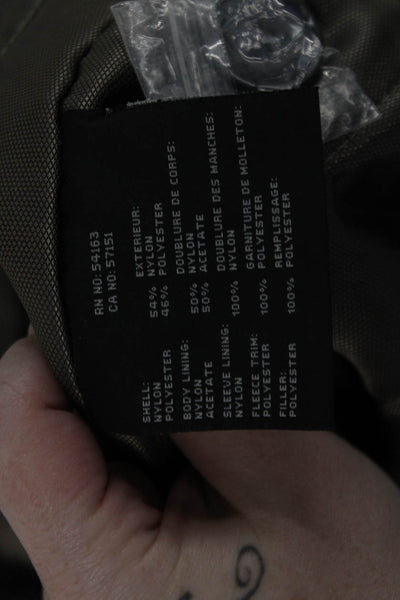 RN NO: 54163
CA NO: 57151
SHELL: EXTERIEUR:
NYLON 54% NYLON
POLYESTER 46% POLYESTER
BODY LINING: DOUBLURE DE CORPS:
NYLON 50% NYLON
ACETATE 50% ACETATE
SLEEVE LINING: DOUBLURE DES MANCHES:
NYLON 100% NYLON
FLEECE TRIM: GARNITURE DE MOLLETON:
POLYESTER 100% POLYESTER
FILLER: REMPLISSAGE:
POLYESTER 100% POLYESTER